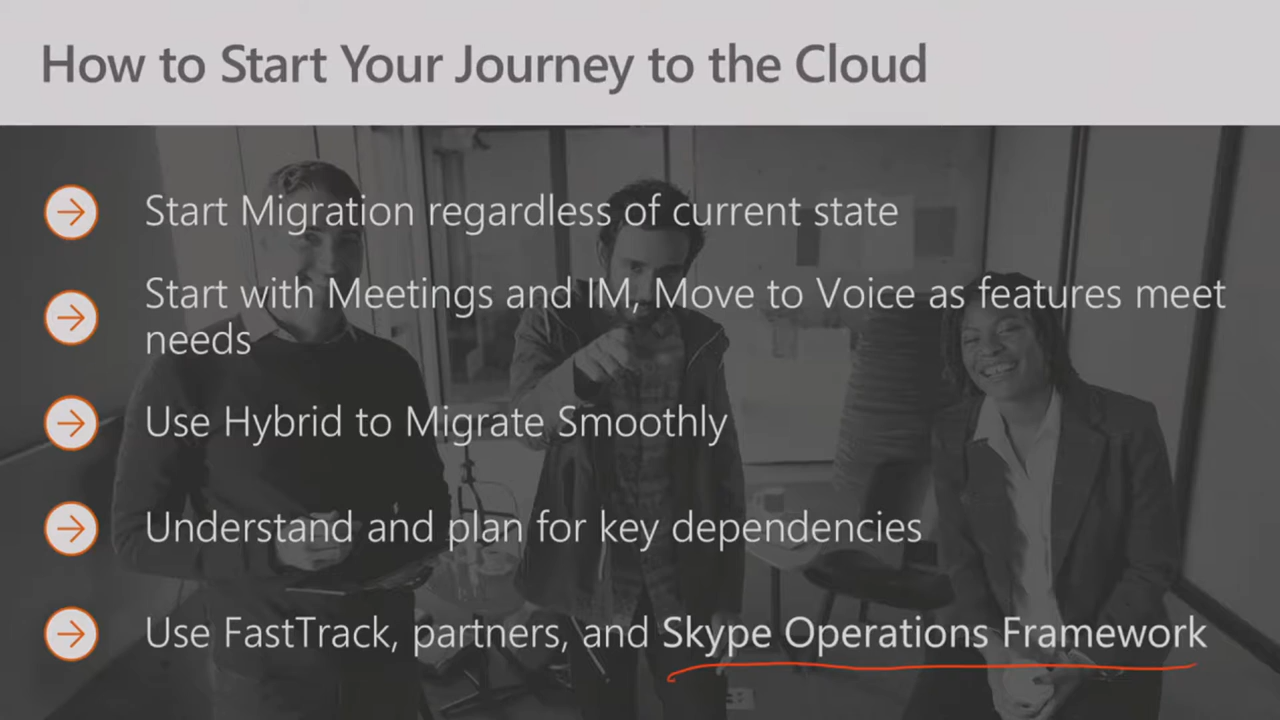 How to Start Your Journey to the Cloud
Start Migration regardless of current state
Start with Meetings and IM, Move to Voice as features meet
needs
Use Hybrid to Migrate Smoothly
Understand and plan for key dependencies
Use FastTrack, partners, and Skype Operations Framework